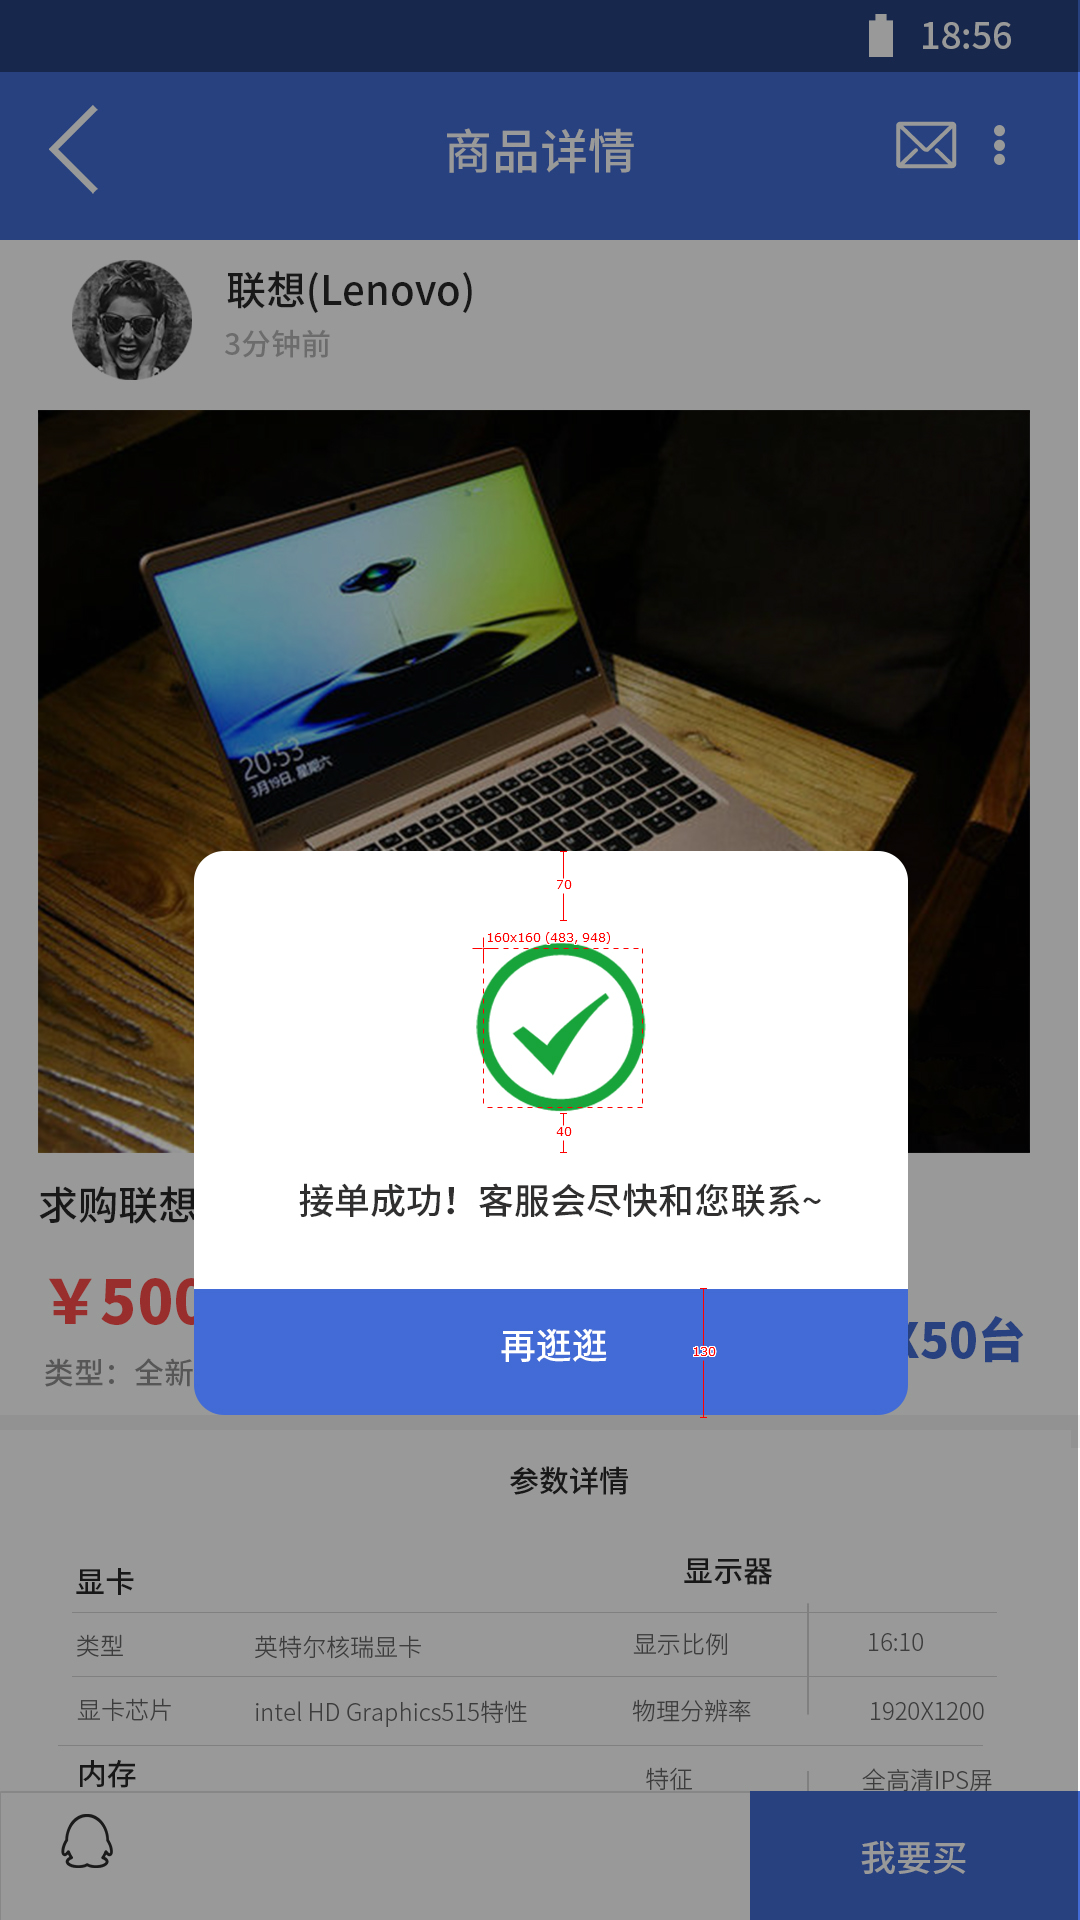 18:56
商品详情
联想(Lenovo)
3分钟前
20:53
3月19日, 星期六
70
160x160 (483, 948)
40
接单成功！客服会尽快和您联系~
求购联想
￥500
X50台
类型：全新
再逛逛
130
参数详情
显卡
显示器
类型
英特尔核瑞显卡
显示比例
16:10
显卡芯片
intel HD Graphics515特性
物理分辨率
1920X1200
内存
特征
全高清IPS屏
我要买